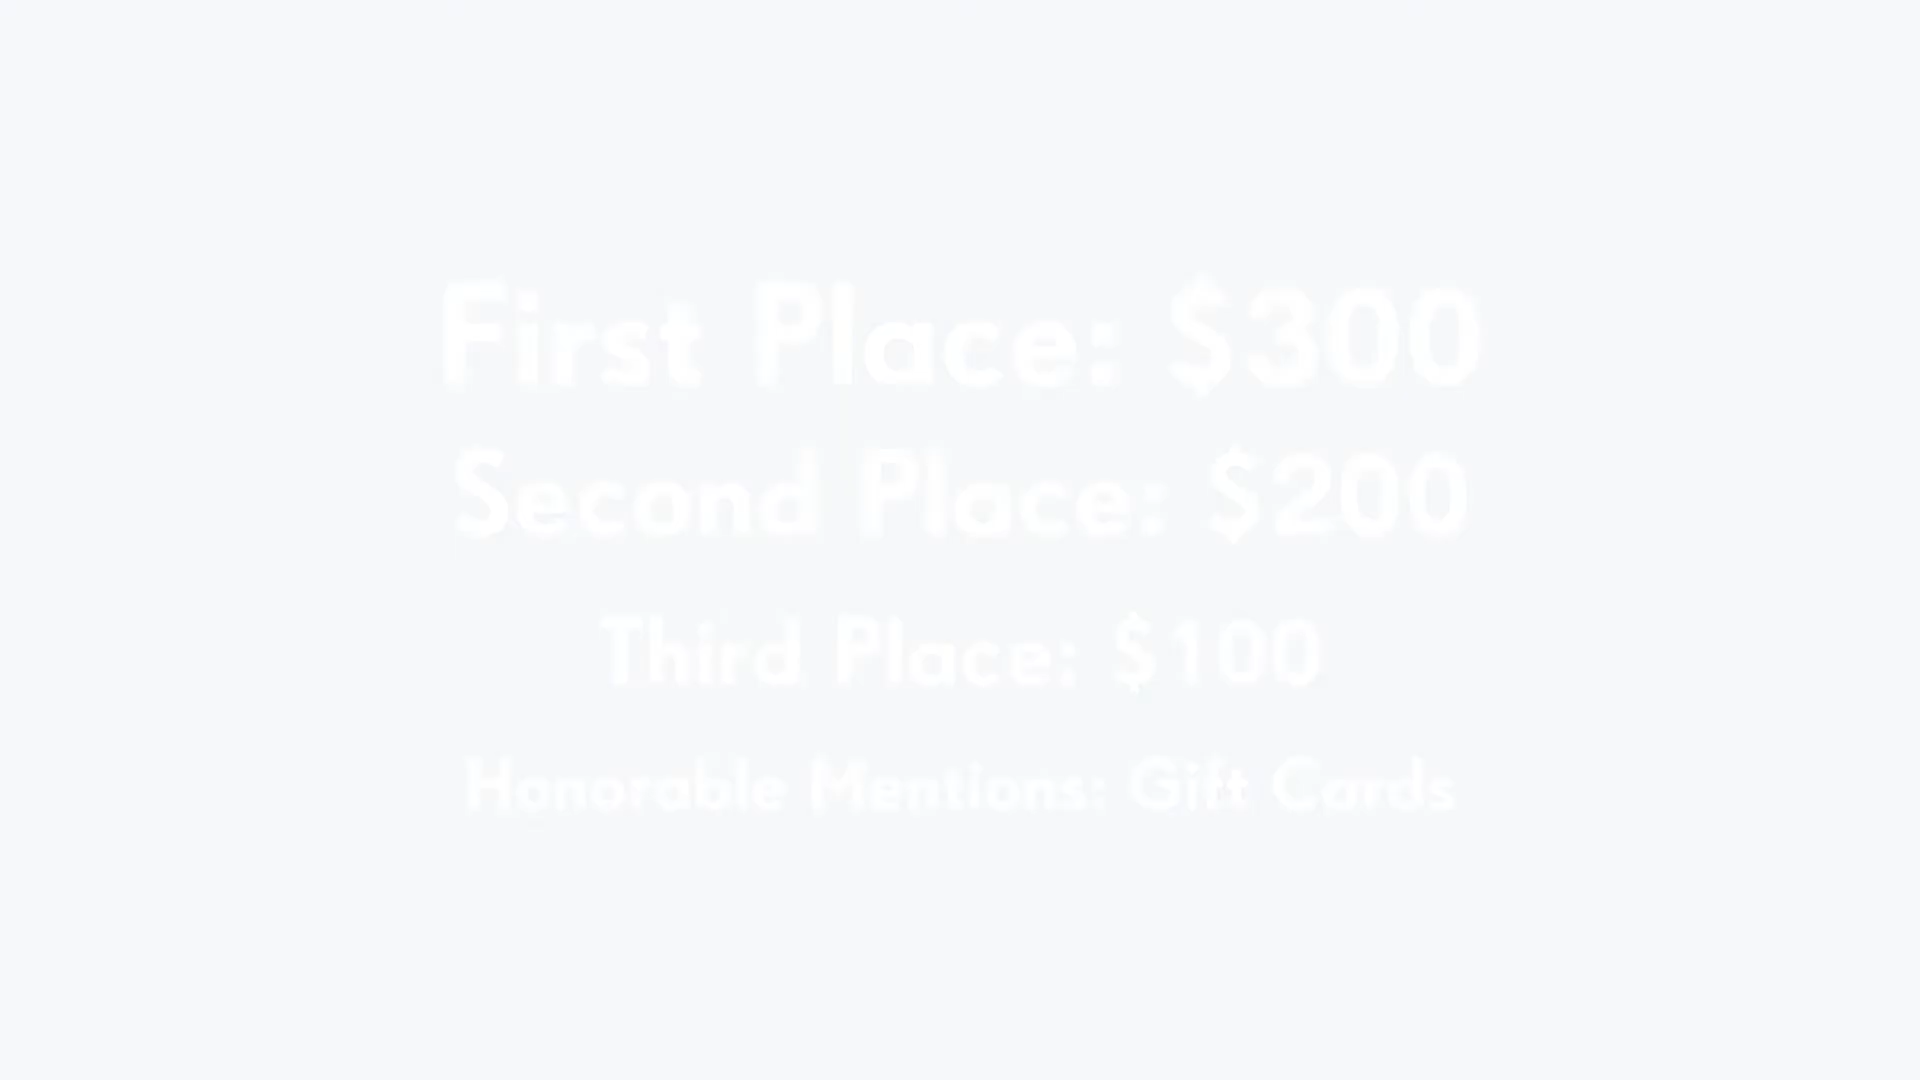 First Place: $300
Second Place: $200
Third Place: $100
Honorable Mentions: Gift Cards